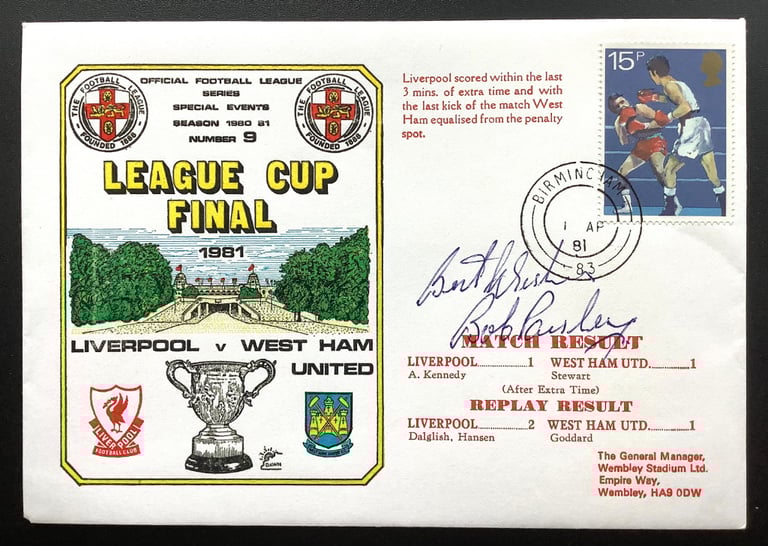 OFFICIAL FOOTBALL LEAGUE
SERIES
SPECIAL EVENTS
SEASON 1980 81
NUMBER 9
THE FOOTBALL LEAGUE
FOUNDED 1888
THE FOOTBALL LEAGUE
FOUNDED 1888
LEAGUE CUP
FINAL
1981
LIVERPOOL v WEST HAM
UNITED
LIVERPOOL
FOOTBALL CLUB
Liverpool scored within the last
3 mins. of extra time and with
the last kick of the match West
Ham equalised from the penalty
spot.
15P
BIRMINGHAM
1 AP
81
83
Best Wishes
Bob Paisley
MATCH RESULT
LIVERPOOL..............1 WEST HAM UTD...........1
A. Kennedy Stewart
(After Extra Time)
REPLAY RESULT
LIVERPOOL..............2 WEST HAM UTD...........1
Dalglish, Hansen Goddard
The General Manager,
Wembley Stadium Ltd.
Empire Way,
Wembley, HA9 0DW